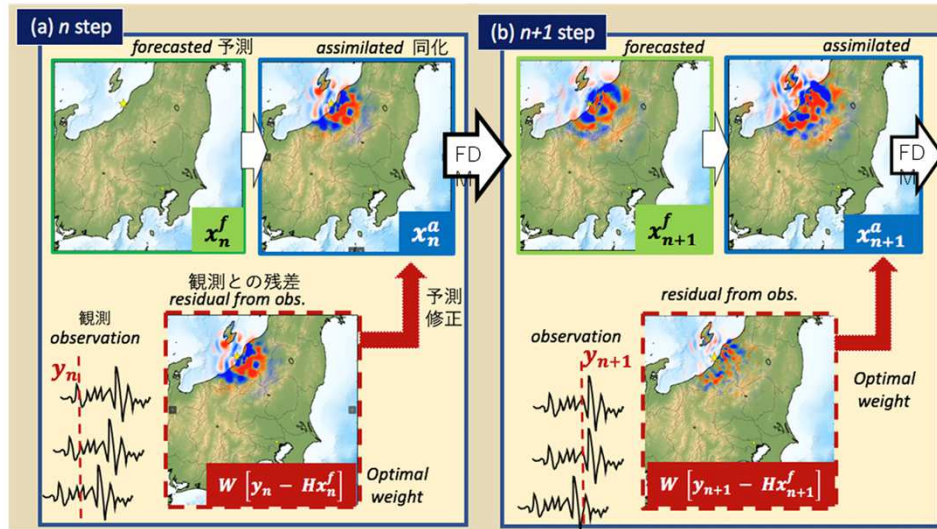 (a) n step
forecasted 予測
assimilated 同化
x_n^f
x_n^a
FD
M
観測との残差
residual from obs.
予測
修正
観測
observation
y_n
W [y_n − Hx_n^f]
Optimal
weight
(b) n+1 step
forecasted
assimilated
x_{n+1}^f
x_{n+1}^a
FD
M
residual from obs.
observation
y_{n+1}
W [y_{n+1} − Hx_{n+1}^f]
Optimal
weight